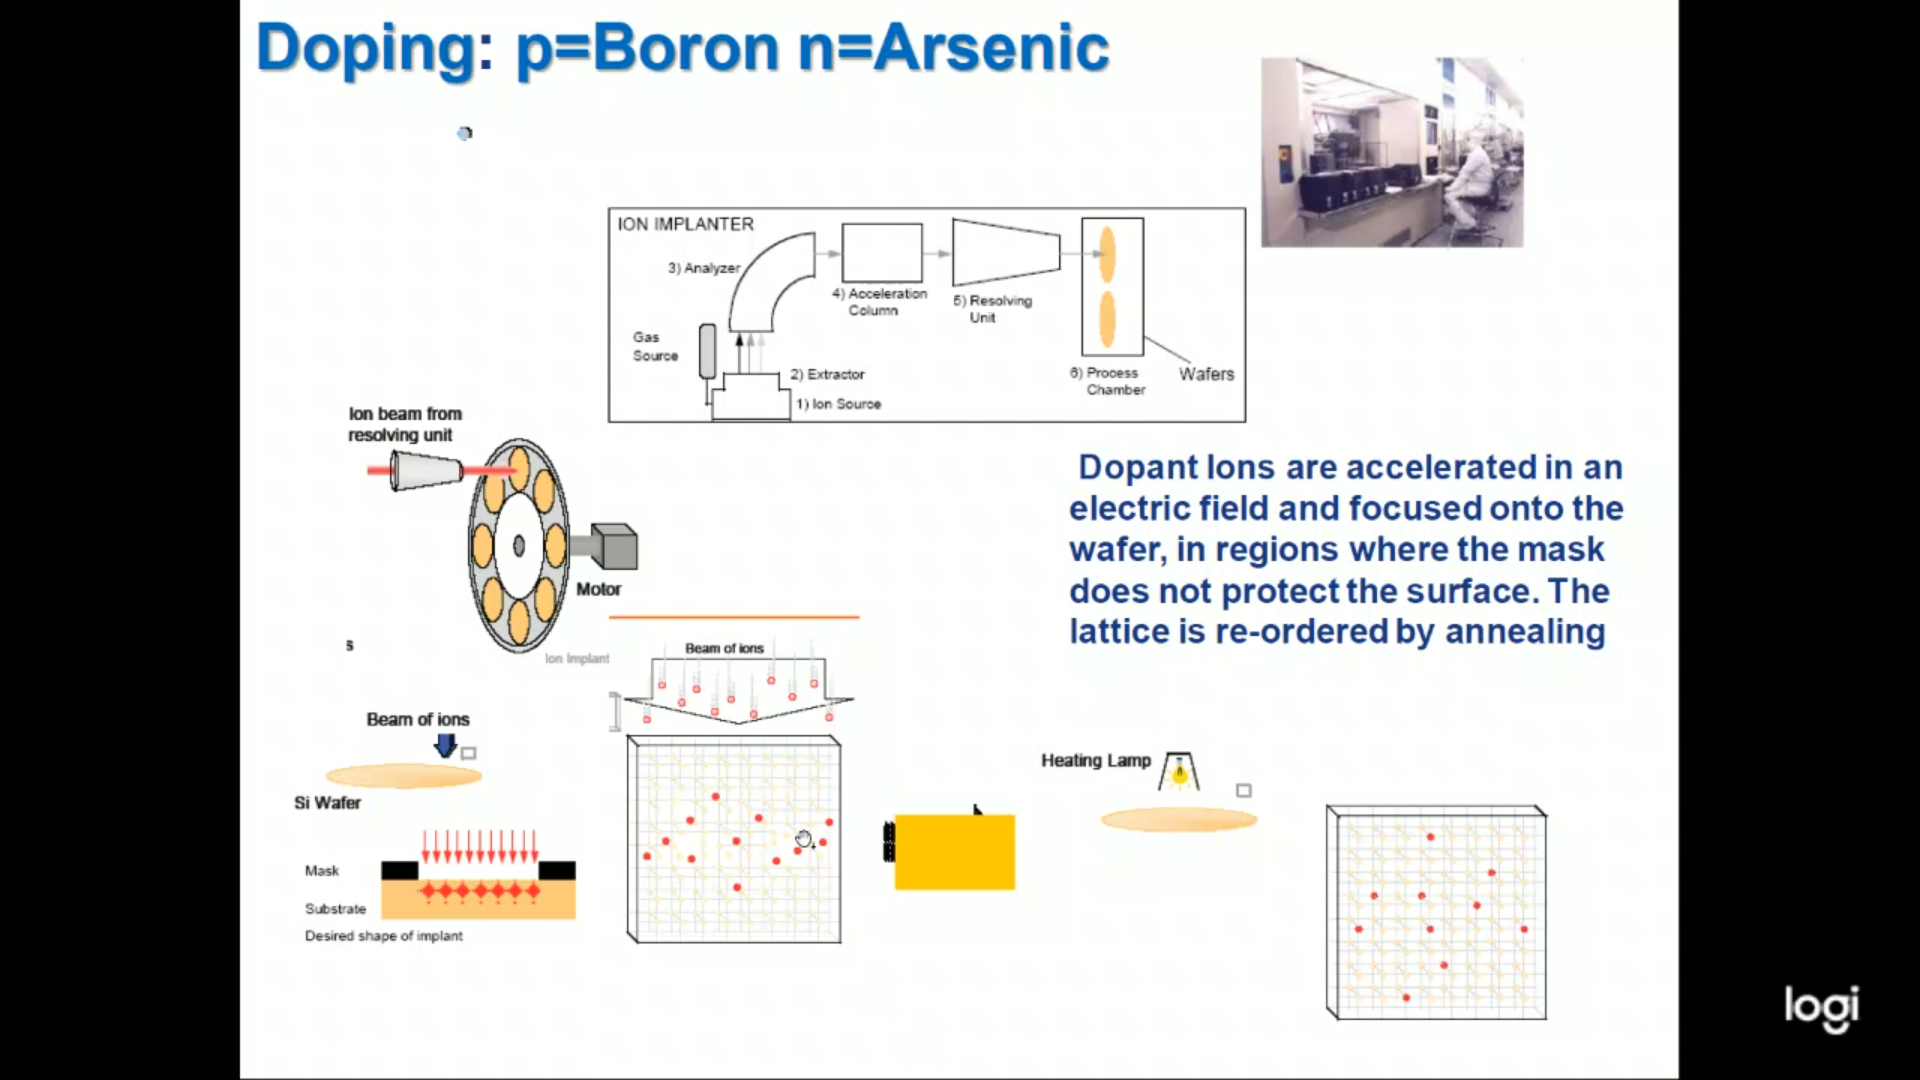 Doping: p=Boron n=Arsenic
ION IMPLANTER
3) Analyzer
4) Acceleration
Column
5) Resolving
Unit
Gas
Source
2) Extractor
1) Ion Source
6) Process
Chamber
Wafers
Ion beam from
resolving unit
Motor
s
Ion Implant
Dopant Ions are accelerated in an
electric field and focused onto the
wafer, in regions where the mask
does not protect the surface. The
lattice is re-ordered by annealing
Beam of ions
Beam of ions
Si Wafer
Heating Lamp
Mask
Substrate
Desired shape of implant
logi